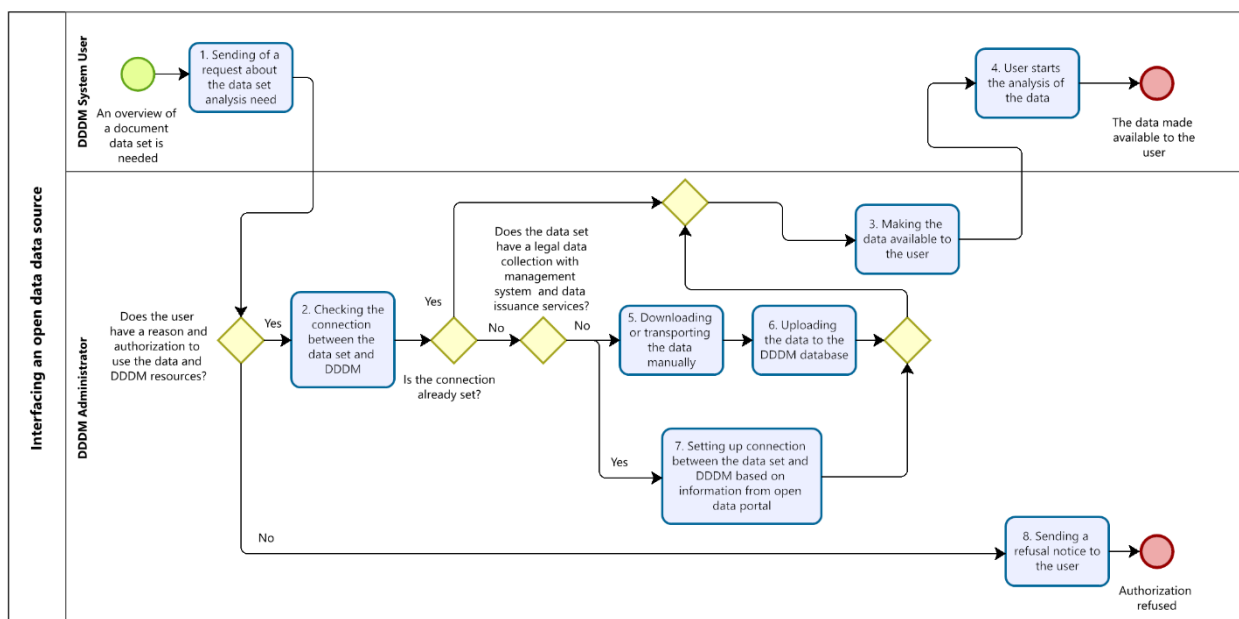 Interfacing an open data data source
DDDM System User
1. Sending of a
request about
the data set
analysis need
An overview of
a document
data set is
needed
4. User starts
the analysis of
the data
The data made
available to the
user
DDDM Administrator
Does the user
have a reason and
authorization to
use the data and
DDDM resources?
Yes
2. Checking the
connection
between the
data set and
DDDM
Yes
Is the connection
already set?
No
Does the data set
have a legal data
collection with
management
system and data
issuance services?
No
5. Downloading
or transporting
the data
manually
6. Uploading
the data to the
DDDM database
3. Making the
data available to
the user
Yes
7. Setting up connection
between the data set and
DDDM based on
information from open
data portal
No
8. Sending a
refusal notice to
the user
Authorization
refused